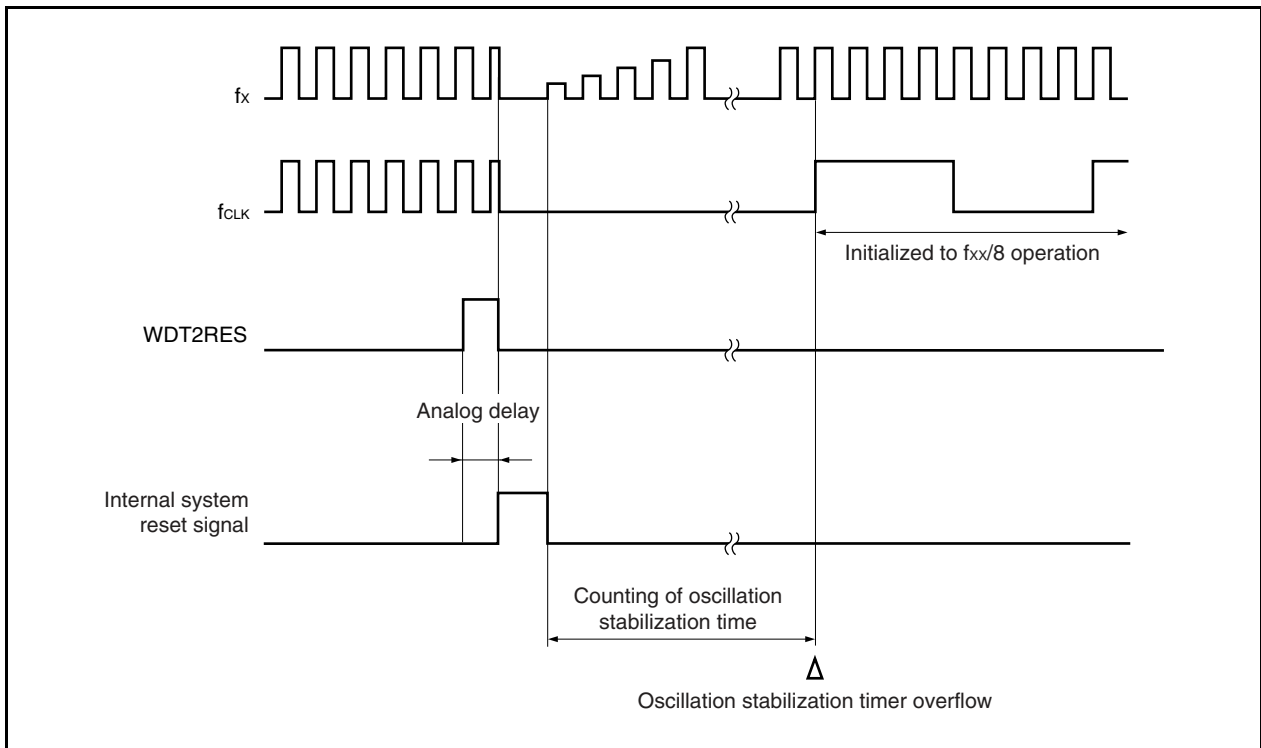 fX
fCLK
Initialized to fXX/8 operation
WDT2RES
Analog delay
Internal system
reset signal
Counting of oscillation
stabilization time
Oscillation stabilization timer overflow